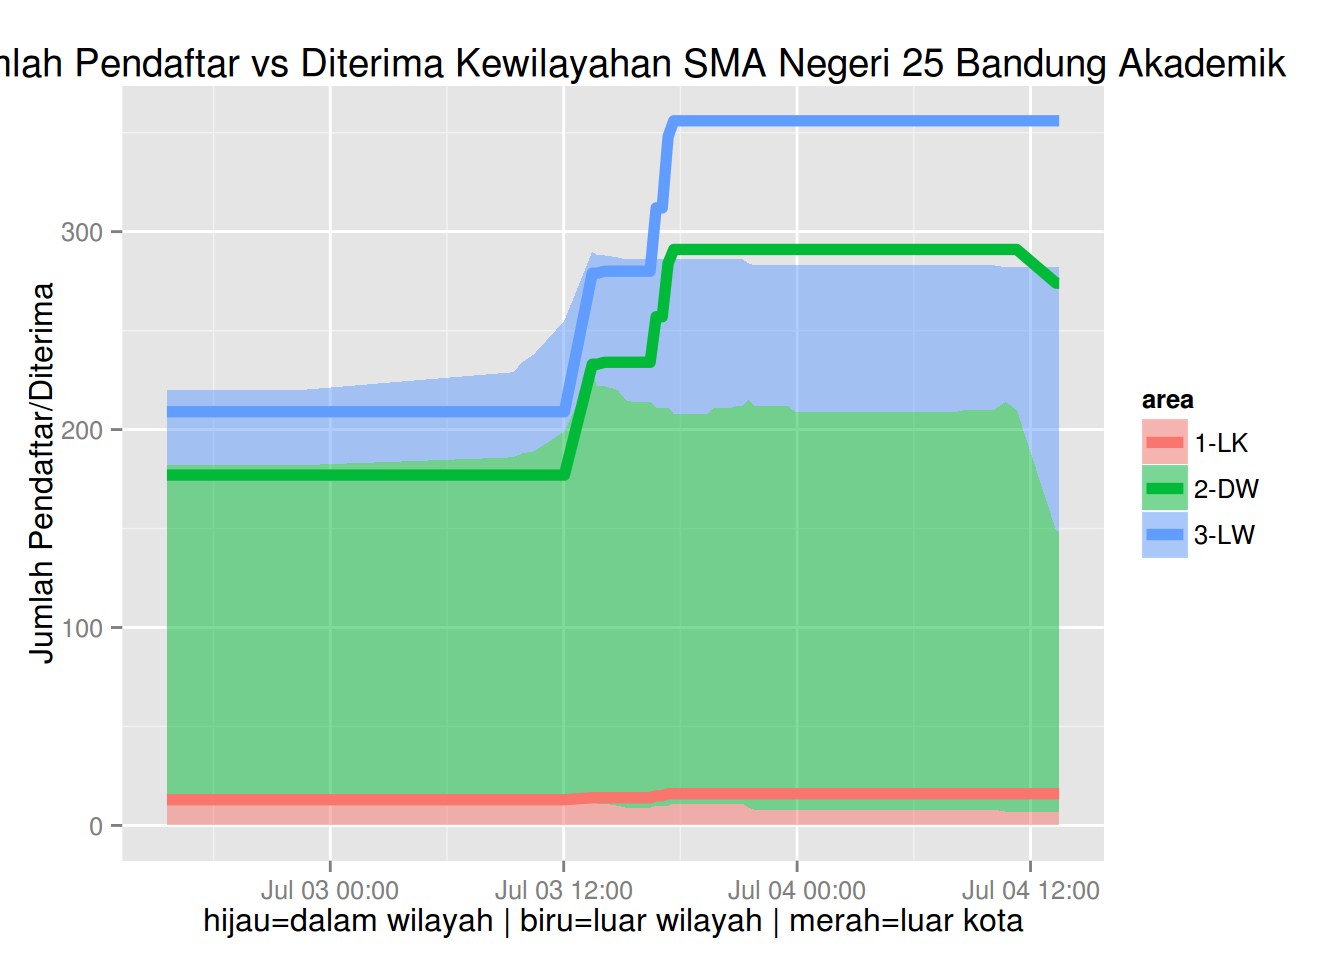 mlah Pendaftar vs Diterima Kewilayahan SMA Negeri 25 Bandung Akademik
Jumlah Pendaftar/Diterima
300
200
100
0
Jul 03 00:00
Jul 03 12:00
Jul 04 00:00
Jul 04 12:00
hijau=dalam wilayah | biru=luar wilayah | merah=luar kota
area
1-LK
2-DW
3-LW